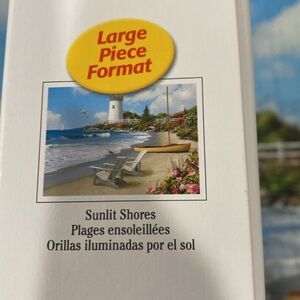 Large
Piece
Format
Sunlit Shores
Plages ensoleillées
Orillas iluminadas por el sol